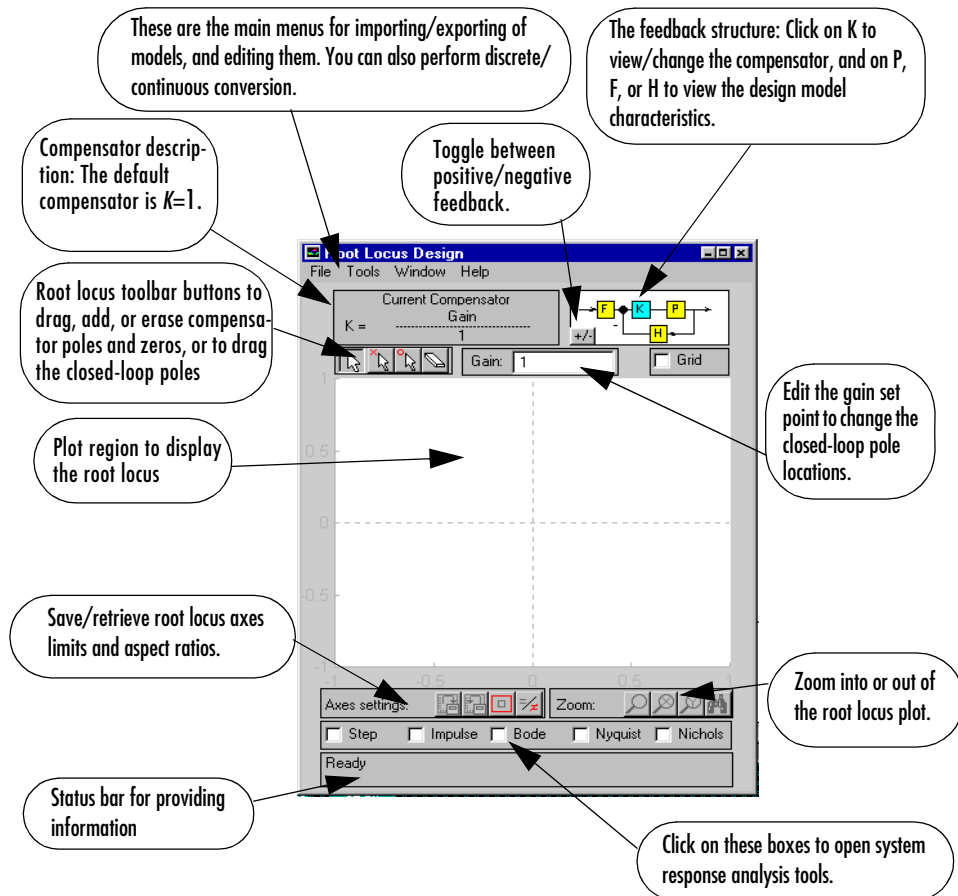 These are the main menus for importing/exporting of
models, and editing them. You can also perform discrete/
continuous conversion.
The feedback structure: Click on K to
view/change the compensator, and on P,
F, or H to view the design model
characteristics.
Compensator descrip-
tion: The default
compensator is K=1.
Toggle between
positive/negative
feedback.
Root locus toolbar buttons to
drag, add, or erase compensa-
tor poles and zeros, or to drag
the closed-loop poles
Plot region to display
the root locus
Edit the gain set
point to change the
closed-loop pole
locations.
Save/retrieve root locus axes
limits and aspect ratios.
Zoom into or out of
the root locus plot.
Status bar for providing
information
Click on these boxes to open system
response analysis tools.
Root Locus Design
File Tools Window Help
Current Compensator
Gain
K = ------------------------
1
F K P
- H
+/-
Gain: 1
Grid
1
0.5
0
-0.5
-1
-1 -0.5 0 0.5 1
Axes settings: Zoom:
Step Impulse Bode Nyquist Nichols
Ready